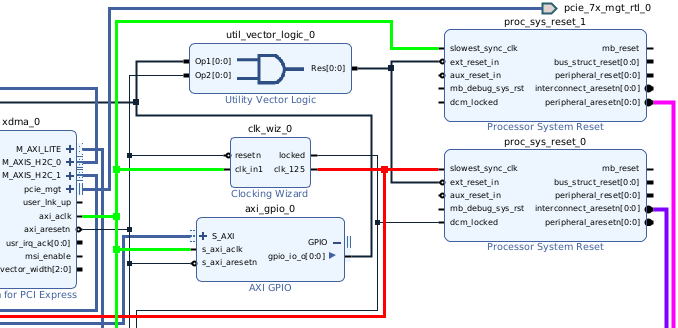 pcie_7x_mgt_rtl_0
proc_sys_reset_1
slowest_sync_clk
ext_reset_in
aux_reset_in
mb_debug_sys_rst
dcm_locked
mb_reset
bus_struct_reset[0:0]
peripheral_reset[0:0]
interconnect_aresetn[0:0]
peripheral_aresetn[0:0]
Processor System Reset
util_vector_logic_0
Op1[0:0]
Op2[0:0]
Res[0:0]
Utility Vector Logic
xdma_0
M_AXI_LITE
M_AXIS_H2C_0
M_AXIS_H2C_1
pcie_mgt
user_lnk_up
axi_aclk
axi_aresetn
usr_irq_ack[0:0]
msi_enable
vector_width[2:0]
for PCI Express
clk_wiz_0
resetn
clk_in1
locked
clk_125
Clocking Wizard
proc_sys_reset_0
slowest_sync_clk
ext_reset_in
aux_reset_in
mb_debug_sys_rst
dcm_locked
mb_reset
bus_struct_reset[0:0]
peripheral_reset[0:0]
interconnect_aresetn[0:0]
peripheral_aresetn[0:0]
Processor System Reset
axi_gpio_0
S_AXI
s_axi_aclk
s_axi_aresetn
GPIO
gpio_io_o[0:0]
AXI GPIO